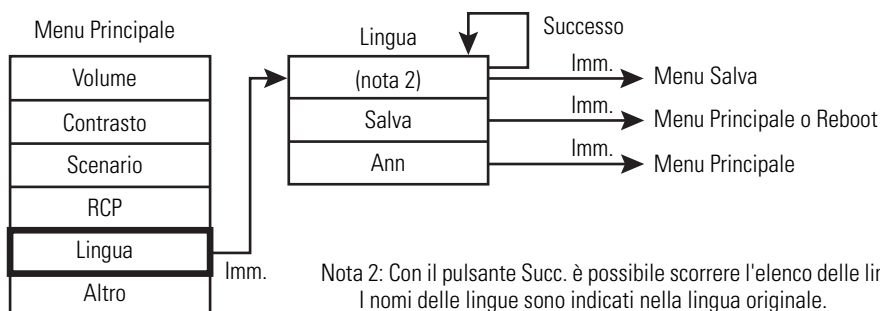 Menu Principale
Volume
Contrasto
Scenario
RCP
Lingua
Altro
Imm.
Lingua
Successo
(nota 2)
Imm.
Menu Salva
Salva
Imm.
Menu Principale o Reboot
Ann
Imm.
Menu Principale
Nota 2: Con il pulsante Succ. è possibile scorrere l'elenco delle
I nomi delle lingue sono indicati nella lingua originale.